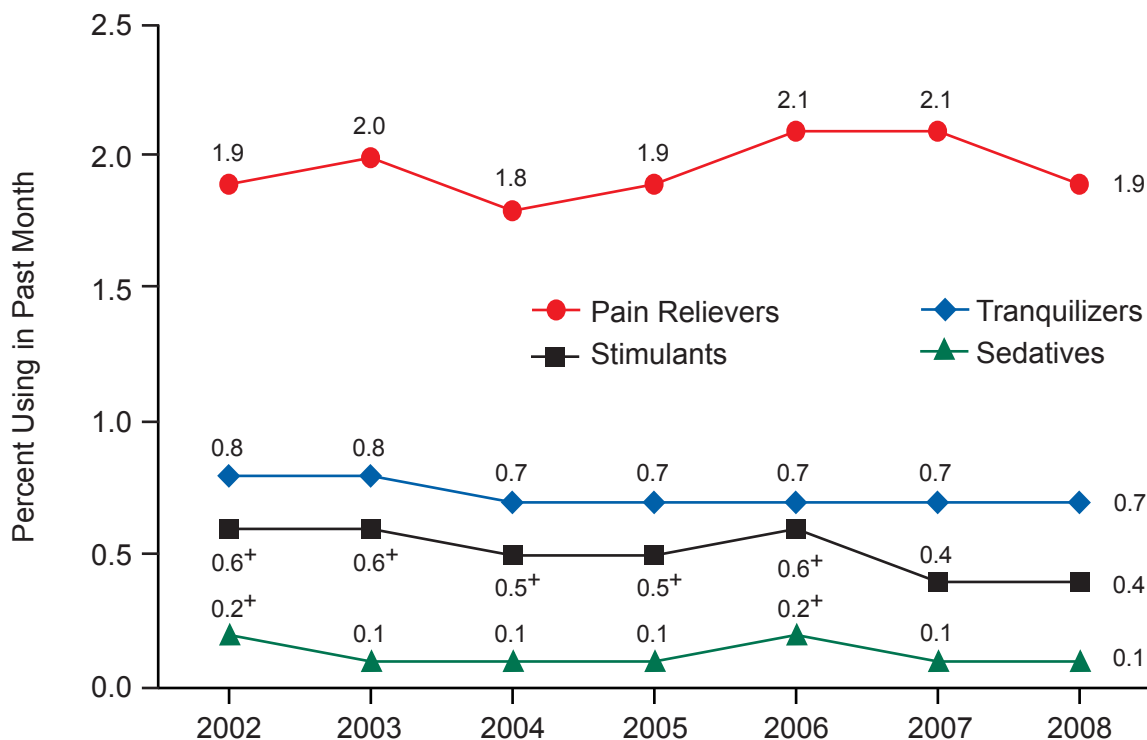 Percent Using in Past Month
2.5
2.0
1.5
1.0
0.5
0.0
1.9 2.0 1.8 1.9 2.1 2.1 1.9
Pain Relievers Tranquilizers
Stimulants Sedatives
0.8 0.8 0.7 0.7 0.7 0.7 0.7
0.6+ 0.6+ 0.5+ 0.5+ 0.6+ 0.4 0.4
0.2+ 0.1 0.1 0.1 0.2+ 0.1 0.1
2002 2003 2004 2005 2006 2007 2008